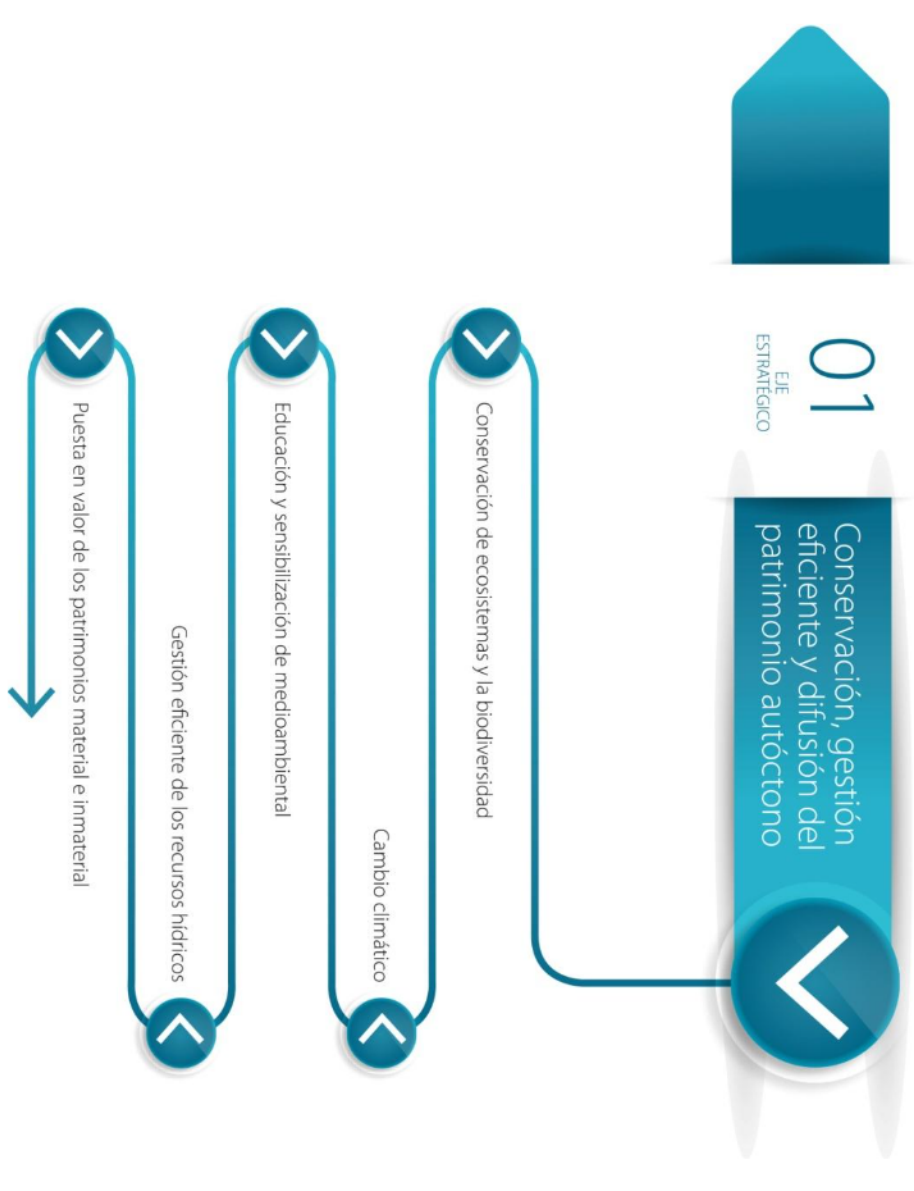 01
EJE
ESTRATÉGICO
Conservación, gestión
eficiente y difusión del
patrimonio autóctono
Conservación de ecosistemas y la biodiversidad
Cambio climático
Educación y sensibilización de medioambiental
Gestión eficiente de los recursos hídricos
Puesta en valor de los patrimonios material e inmaterial